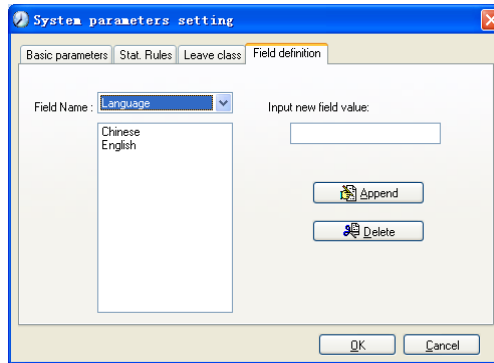 System parameters setting
Basic parameters Stat. Rules Leave class Field definition
Field Name : Language
Input new field value:
Chinese
English
Append
Delete
OK Cancel